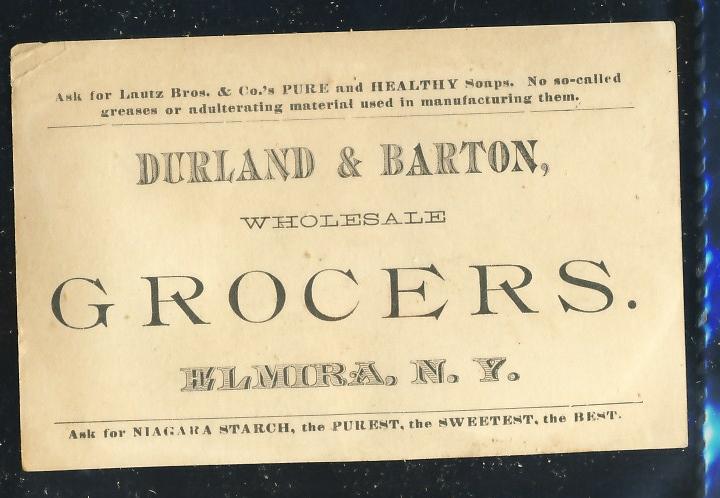 Ask for Lautz Bros. & Co.'s PURE and HEALTHY Soaps. No so-called
greases or adulterating material used in manufacturing them.
DURLAND & BARTON,
WHOLESALE
GROCERS.
ELMIRA, N. Y.
Ask for NIAGARA STARCH, the PUREST, the SWEETEST, the BEST.